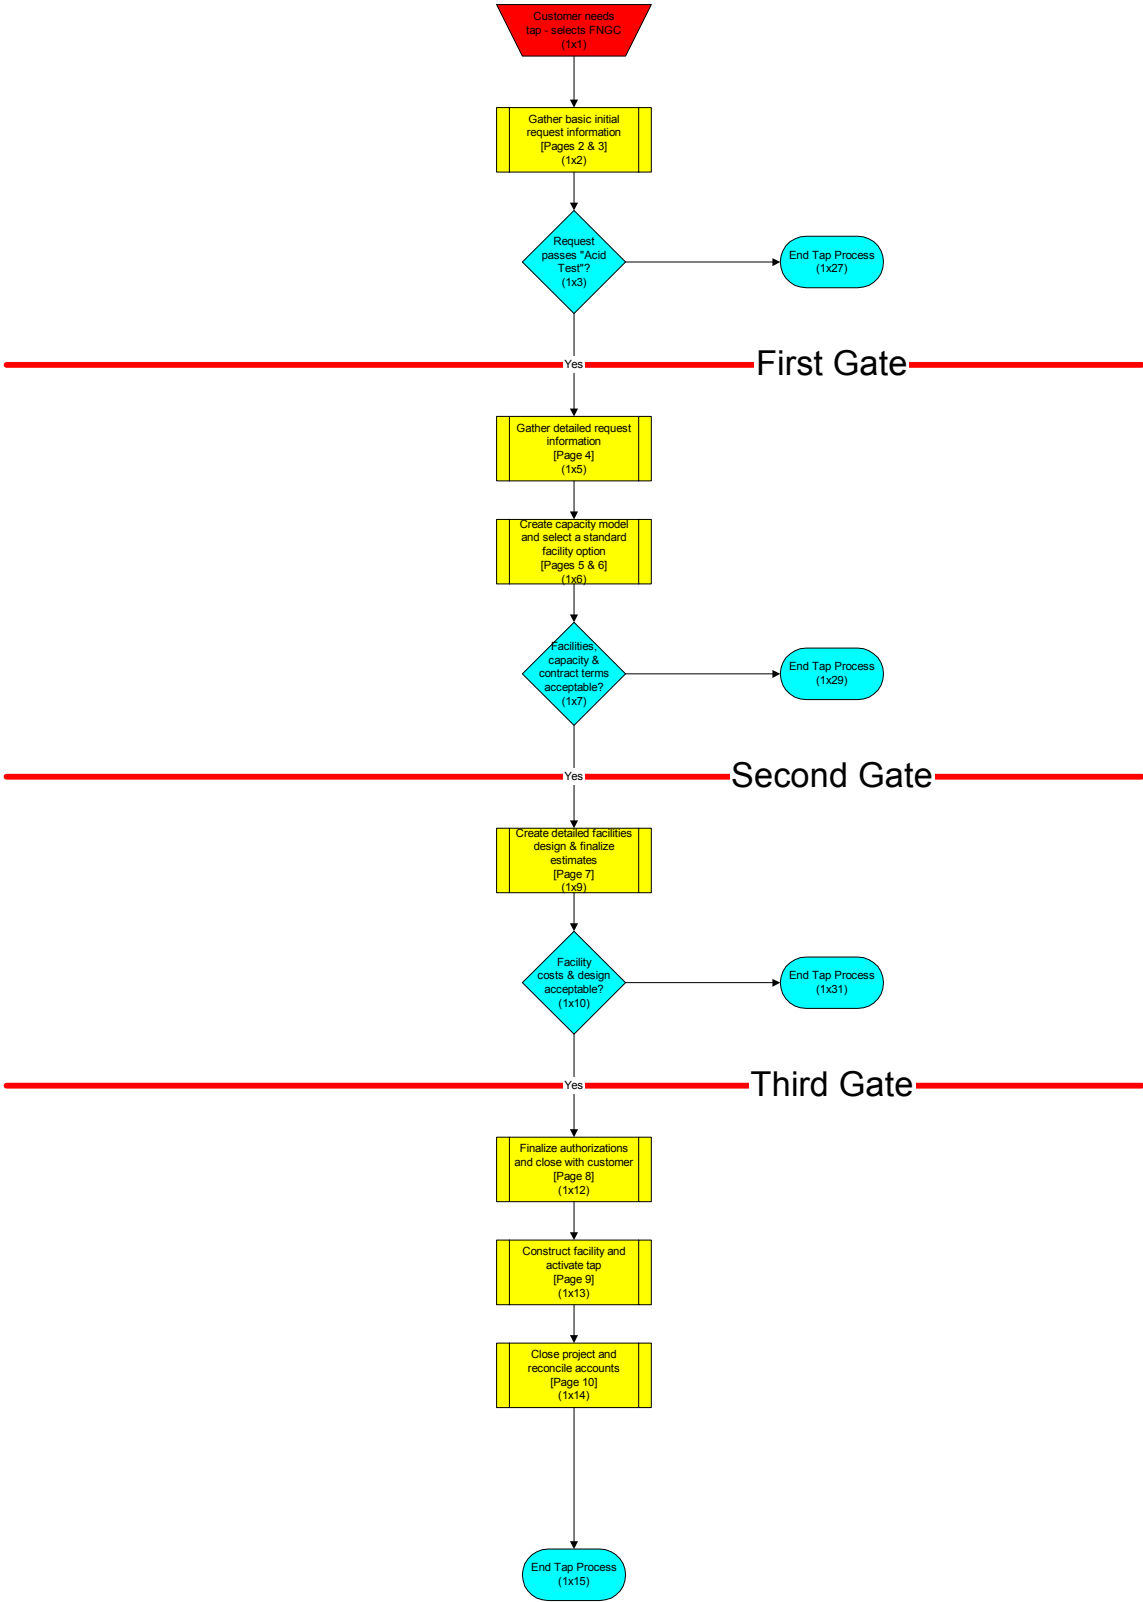 Customer needs
tap - selects FNGC
(1x1)
Gather basic initial
request information
[Pages 2 & 3]
(1x2)
Request
passes "Acid
Test"?
(1x3)
End Tap Process
(1x27)
Yes
First Gate
Gather detailed request
information
[Page 4]
(1x5)
Create capacity model
and select a standard
facility option
[Pages 5 & 6]
(1x6)
Facilities,
capacity &
contract terms
acceptable?
(1x7)
End Tap Process
(1x29)
Yes
Second Gate
Create detailed facilities
design & finalize
estimates
[Page 7]
(1x9)
Facility
costs & design
acceptable?
(1x10)
End Tap Process
(1x31)
Yes
Third Gate
Finalize authorizations
and close with customer
[Page 8]
(1x12)
Construct facility and
activate tap
[Page 9]
(1x13)
Close project and
reconcile accounts
[Page 10]
(1x14)
End Tap Process
(1x15)